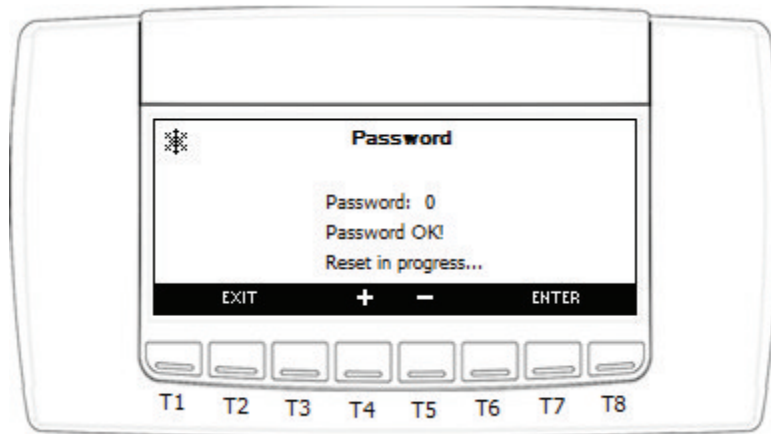 Password
Password: 0
Password OK!
Reset in progress...
EXIT + - ENTER
T1 T2 T3 T4 T5 T6 T7 T8